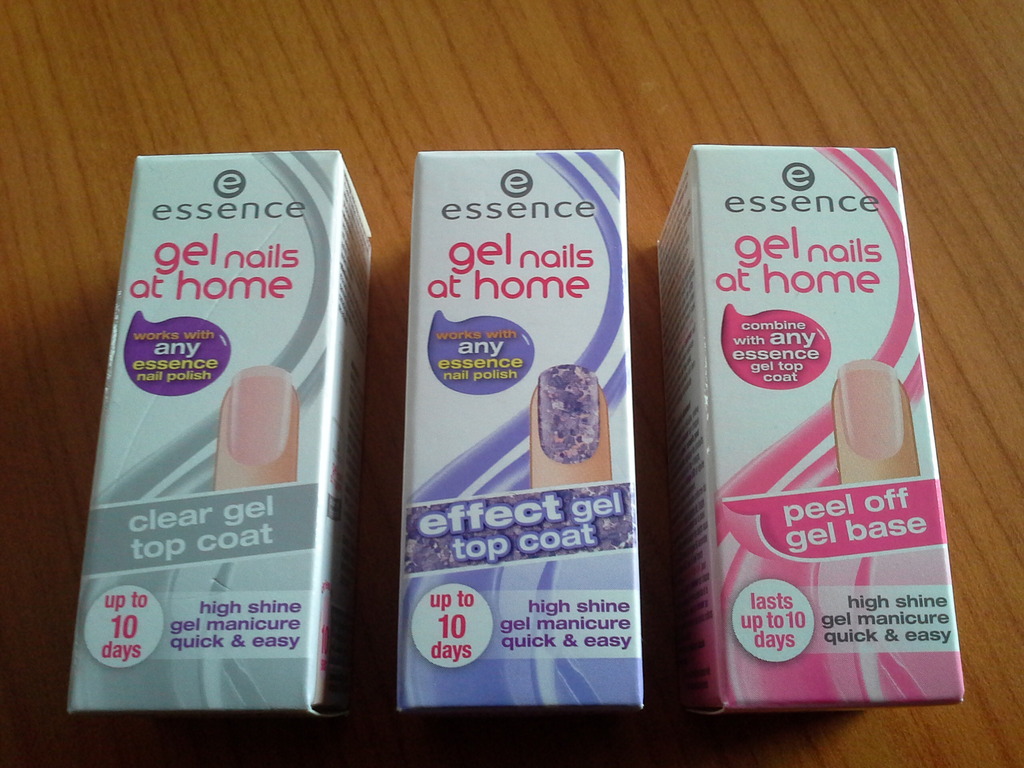 e
essence
gel nails
at home
works with
any
essence
nail polish
clear gel
top coat
up to
10
days
high shine
gel manicure
quick & easy
e
essence
gel nails
at home
works with
any
essence
nail polish
effect gel
top coat
up to
10
days
high shine
gel manicure
quick & easy
e
essence
gel nails
at home
combine
with any
essence
gel top
coat
peel off
gel base
lasts
up to 10
days
high shine
gel manicure
quick & easy